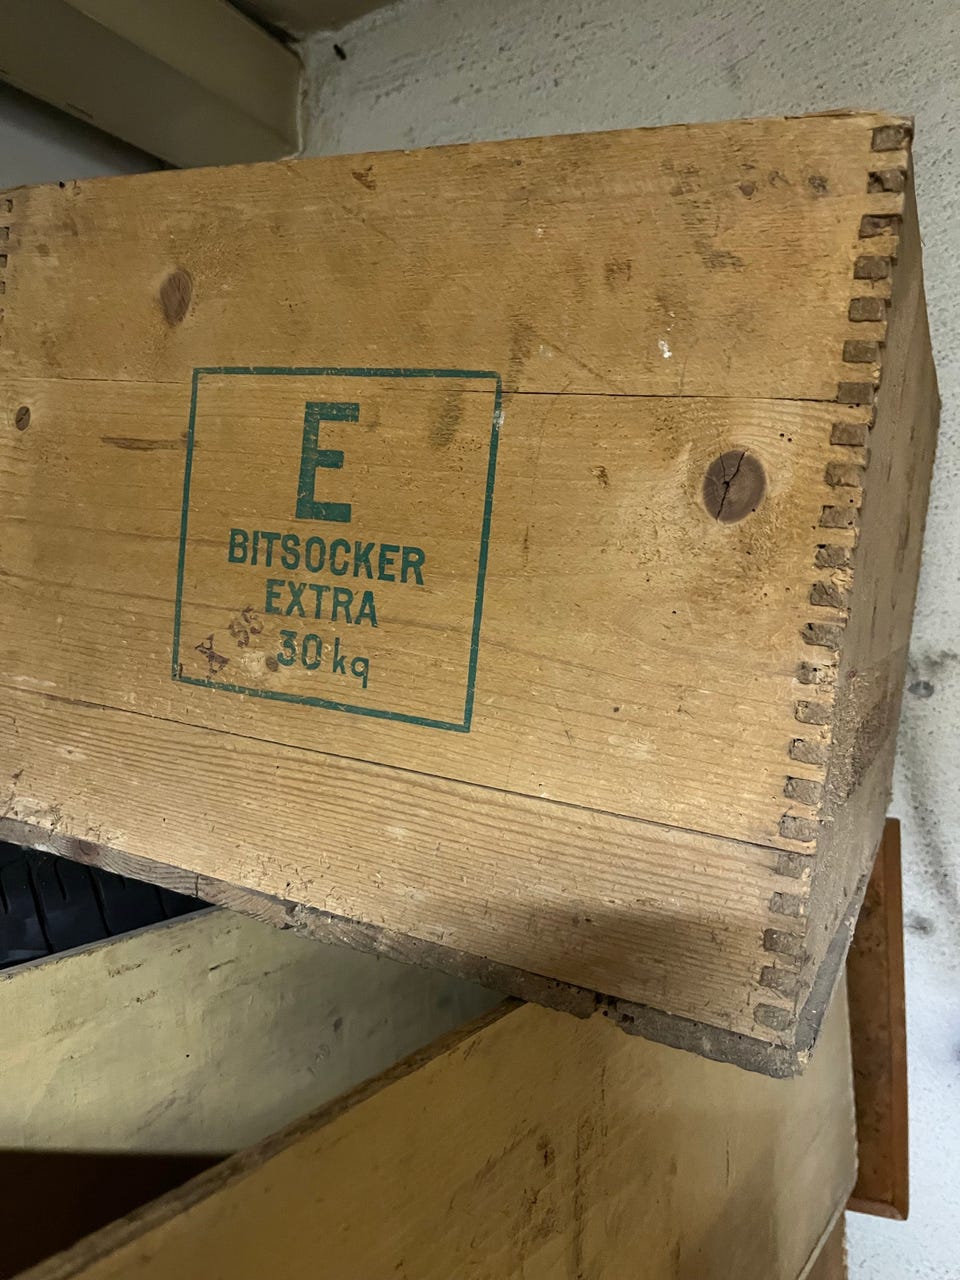 E
BITSOCKER
EXTRA
30 kg